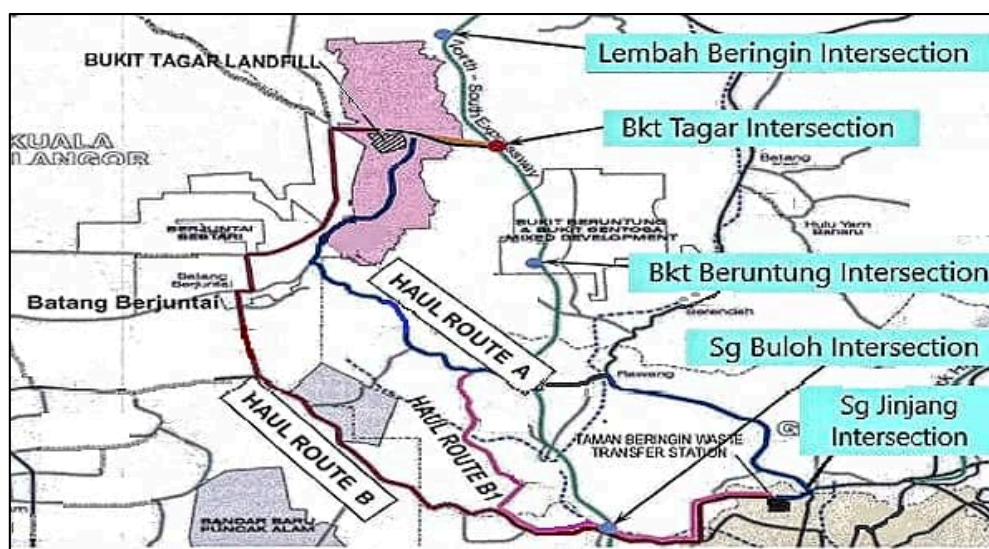 BUKIT TAGAR LANDFILL
Lembah Beringin Intersection
North - South Expressway
KUALA
LANGOR
Bkt Tagar Intersection
Batang
Hulu Yam
Baharu
BERJUNTAI
BESTARI
BUKIT BERUNTUNG
& BUKIT SENTOSA
MIXED DEVELOPMENT
Batang
Berjuntai
Batang Berjuntai
HAUL ROUTE A
Bkt Beruntung Intersection
Serendah
Sg Buloh Intersection
Rawang
HAUL ROUTE B
HAUL ROUTE B1
Sg Jinjang
Intersection
TAMAN BERINGIN WASTE
TRANSFER STATION
BANDAR BARU
PUNCAK ALAM